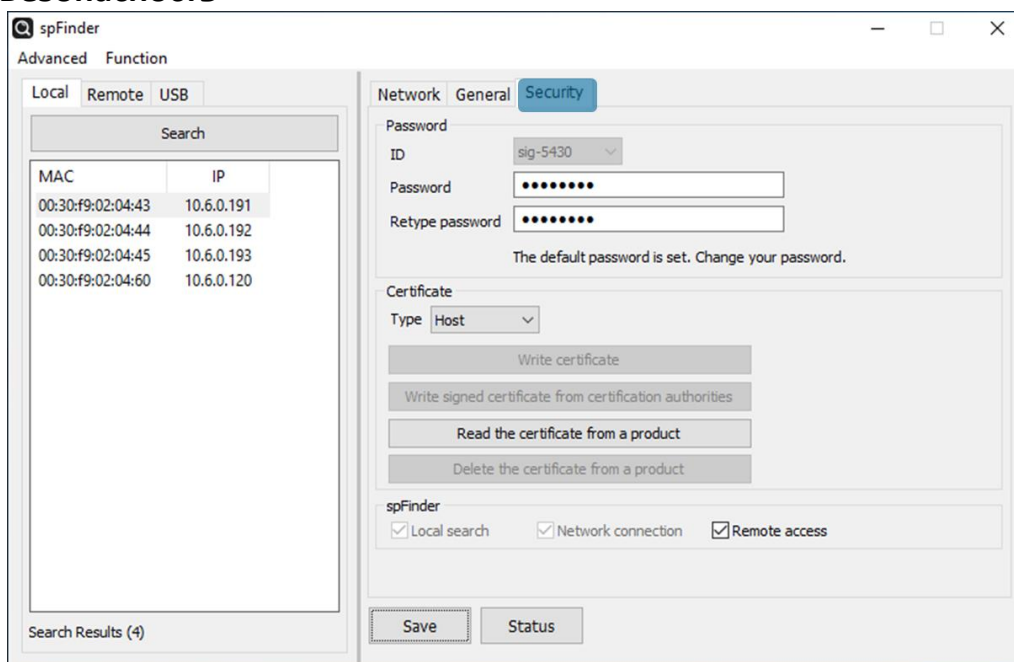 spFinder
Advanced Function
Local Remote USB
Search
MAC IP
00:30:f9:02:04:43 10.6.0.191
00:30:f9:02:04:44 10.6.0.192
00:30:f9:02:04:45 10.6.0.193
00:30:f9:02:04:60 10.6.0.120
Search Results (4)
Network General Security
Password
ID sig-5430
Password ••••••••
Retype password ••••••••
The default password is set. Change your password.
Certificate
Type Host
Write certificate
Write signed certificate from certification authorities
Read the certificate from a product
Delete the certificate from a product
spFinder
Local search Network connection Remote access
Save Status